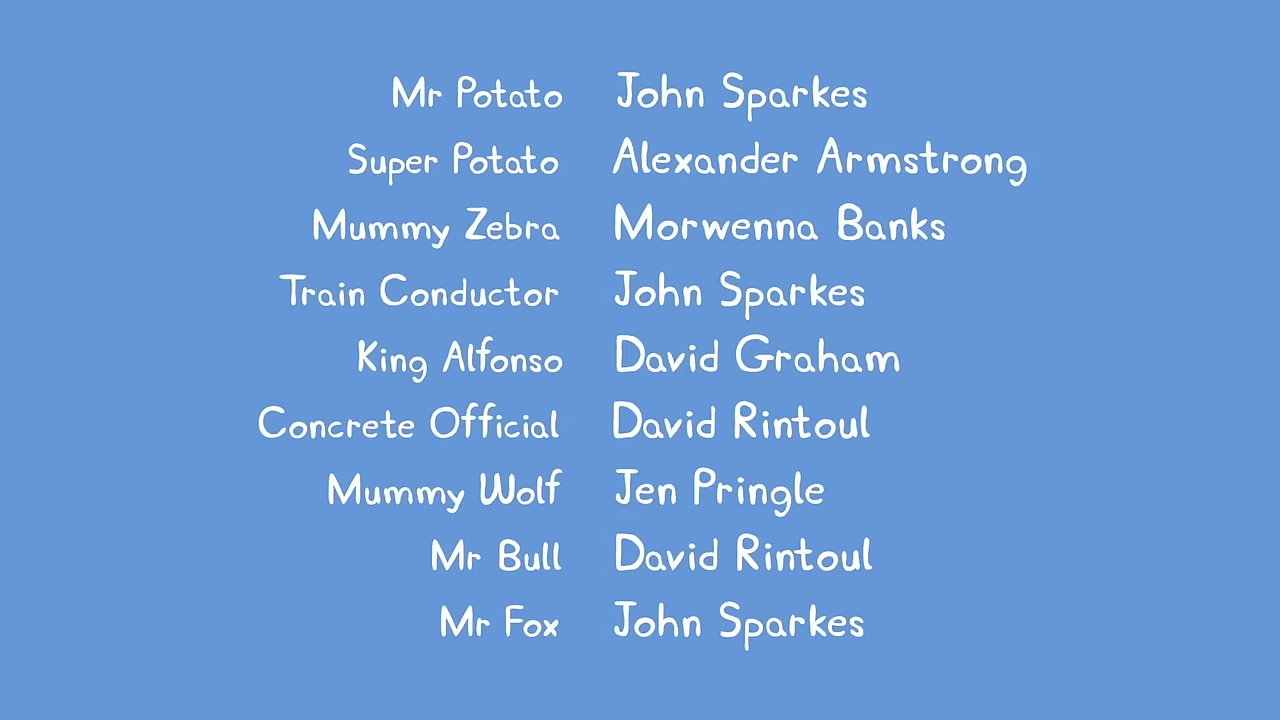 Mr Potato John Sparkes
Super Potato Alexander Armstrong
Mummy Zebra Morwenna Banks
Train Conductor John Sparkes
King Alfonso David Graham
Concrete Official David Rintoul
Mummy Wolf Jen Pringle
Mr Bull David Rintoul
Mr Fox John Sparkes